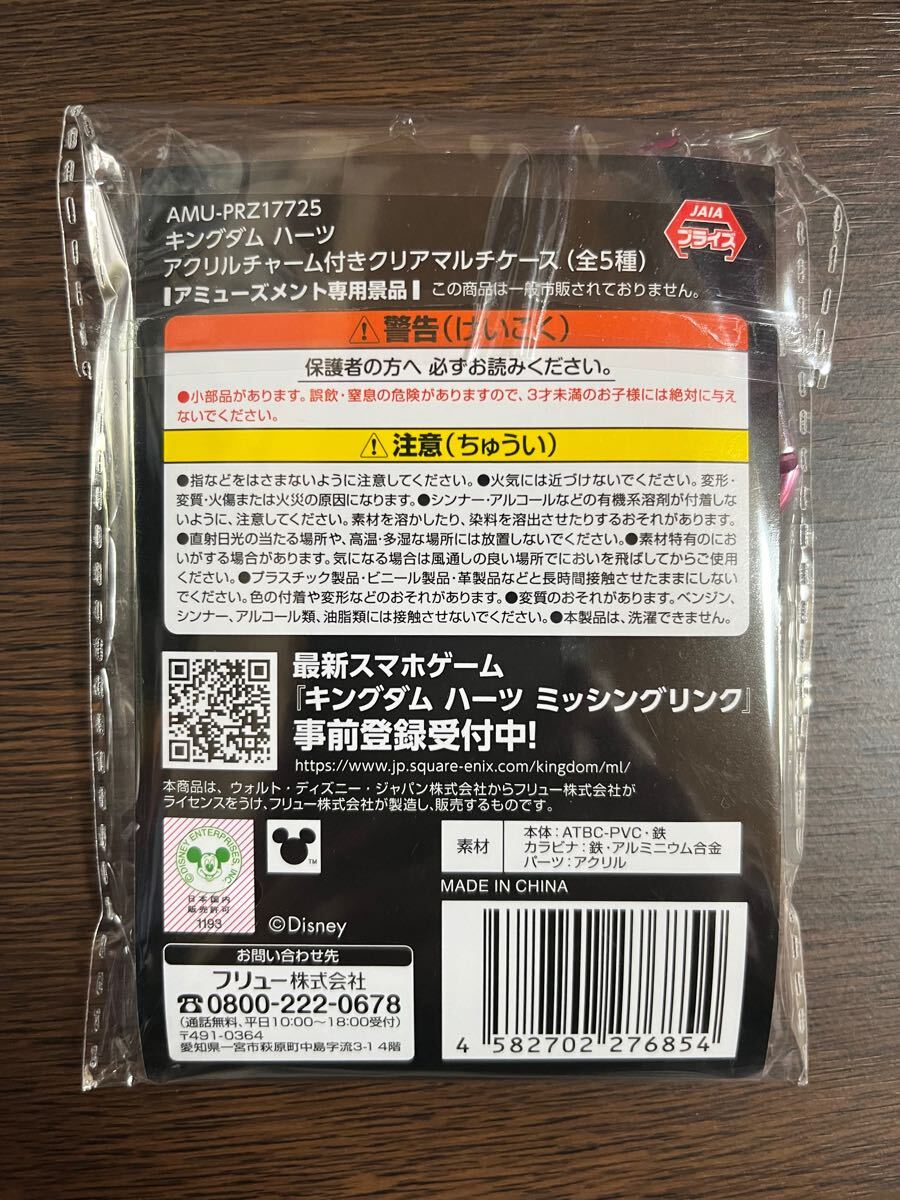 AMU-PRZ17725
キングダム ハーツ
アクリルチャーム付きクリアマルチケース(全5種)
アミューズメント専用景品 この商品は一般市販されておりません。
JAIA
プライズ
警告(けいこく)
保護者の方へ 必ずお読みください。
●小部品があります。誤飲・窒息の危険がありますので、3才未満のお子様には絶対に与え
ないでください。
注意(ちゅうい)
●指などをはさまないように注意してください。●火気には近づけないでください。変形・
変質・火傷または火災の原因になります。●シンナー・アルコールなどの有機系溶剤が付着しな
いように、注意してください。素材を溶かしたり、染料を溶出させたりするおそれがあります。
●直射日光の当たる場所や、高温・多湿な場所には放置しないでください。●素材特有のにお
いがする場合があります。気になる場合は風通しの良い場所でにおいを飛ばしてからご使用
ください。●プラスチック製品・ビニール製品・革製品などと長時間接触させたままにしない
でください。色の付着や変形などのおそれがあります。●変質のおそれがあります。ベンジン、
シンナー、アルコール類、油脂類には接触させないでください。●本製品は、洗濯できません。
最新スマホゲーム
『キングダム ハーツ ミッシングリンク』
事前登録受付中!
https://www.jp.square-enix.com/kingdom/ml/
本商品は、ウォルト・ディズニー・ジャパン株式会社からフリュー株式会社が
ライセンスをうけ、フリュー株式会社が製造し、販売するものです。
©DISNEY ENTERPRISES, INC.
日本国内
販売許可
1193
TM
©Disney
素材
本体:ATBC-PVC・鉄
カラビナ:鉄・アルミニウム合金
パーツ:アクリル
MADE IN CHINA
お問い合わせ先
フリュー株式会社
☎0800-222-0678
(通話無料、平日10:00〜18:00受付)
〒491-0364
愛知県一宮市萩原町中島字流3-1 4階
4 582702 276854